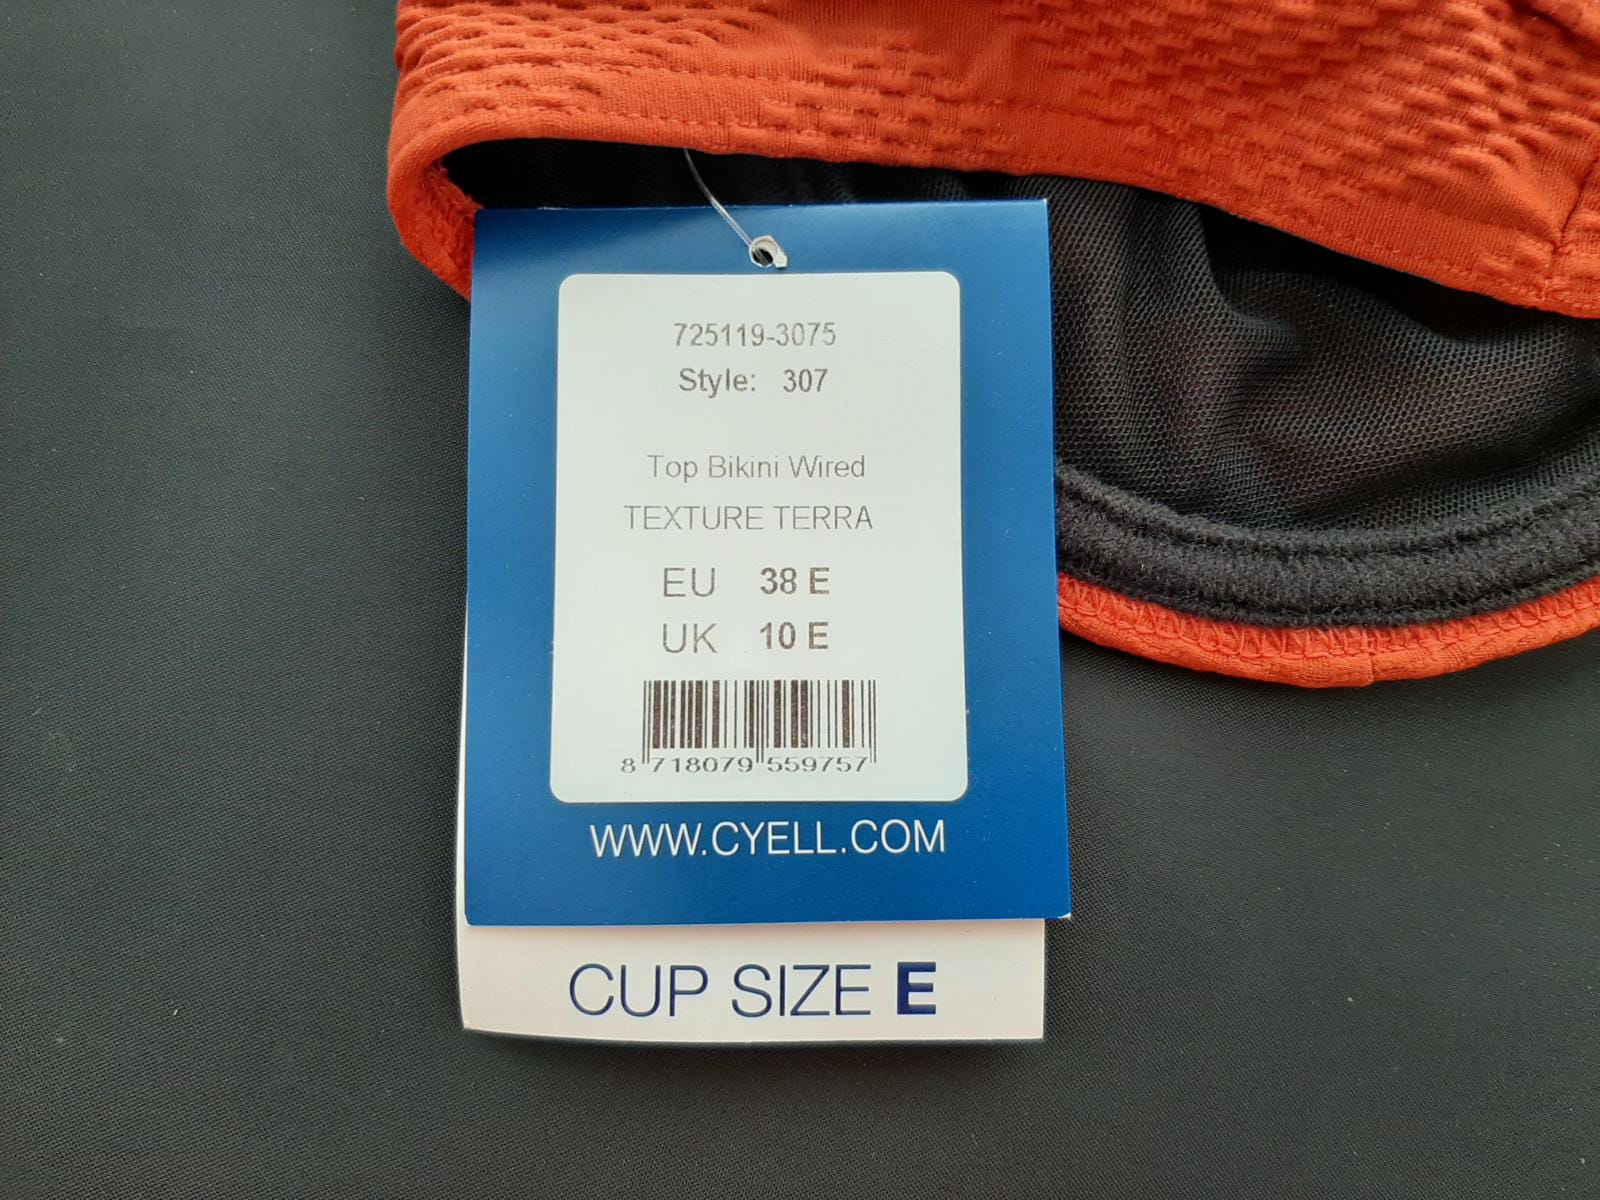 725119-3075
Style: 307
Top Bikini Wired
TEXTURE TERRA
EU 38 E
UK 10 E
8 718079 559757
WWW.CYELL.COM
CUP SIZE E